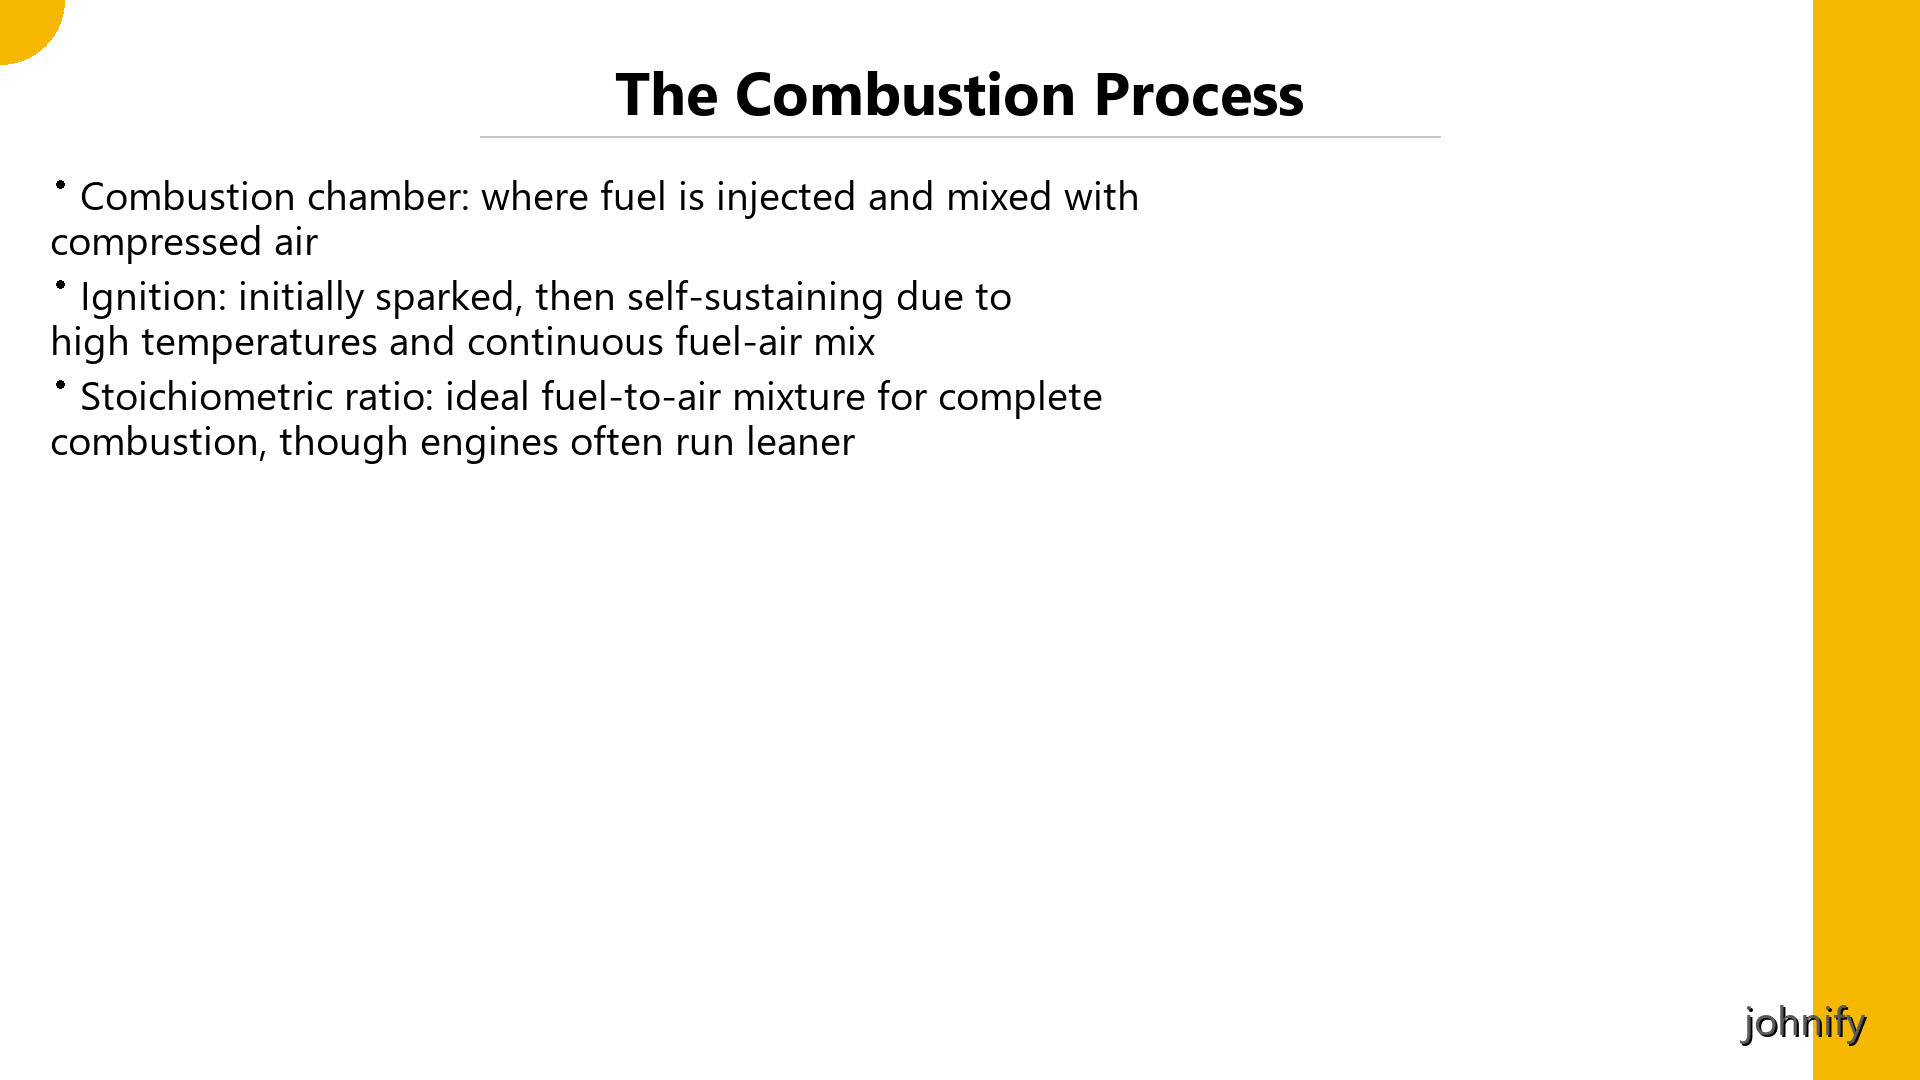 The Combustion Process
• Combustion chamber: where fuel is injected and mixed with
compressed air
• Ignition: initially sparked, then self-sustaining due to
high temperatures and continuous fuel-air mix
• Stoichiometric ratio: ideal fuel-to-air mixture for complete
combustion, though engines often run leaner
johnify